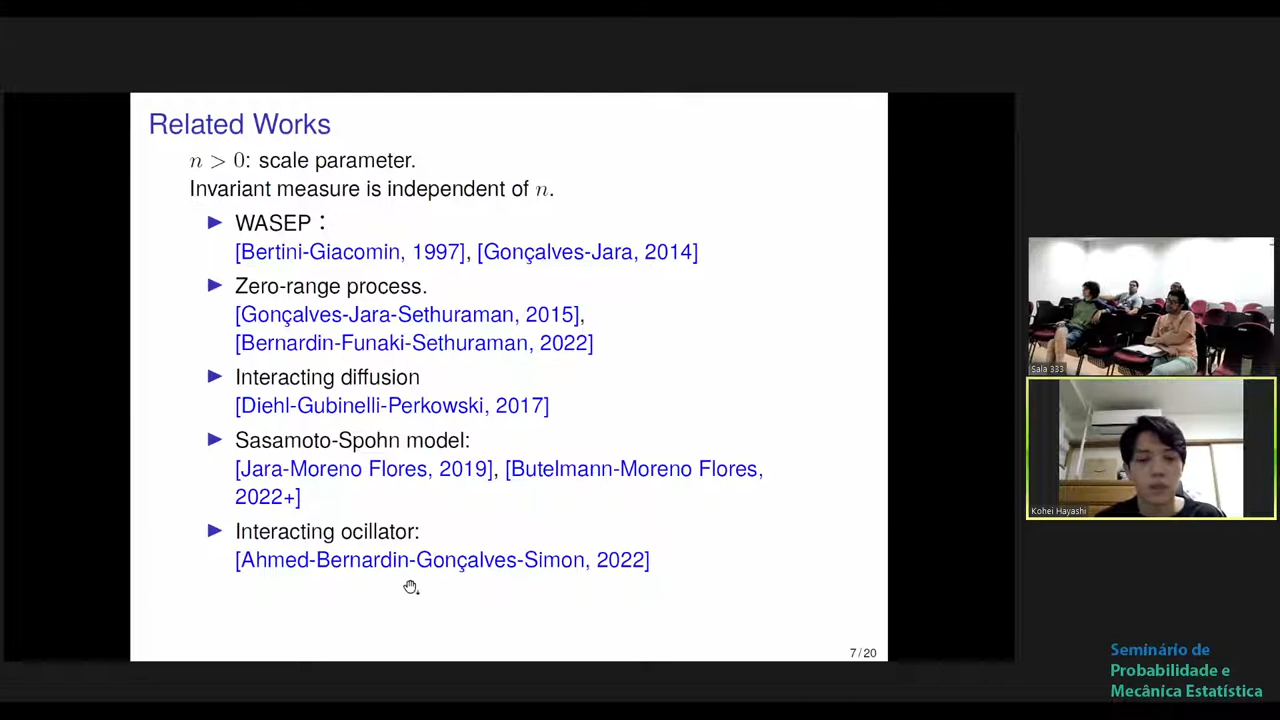 Related Works
n > 0: scale parameter.
Invariant measure is independent of n.
▶ WASEP：
[Bertini-Giacomin, 1997], [Gonçalves-Jara, 2014]
▶ Zero-range process.
[Gonçalves-Jara-Sethuraman, 2015],
[Bernardin-Funaki-Sethuraman, 2022]
▶ Interacting diffusion
[Diehl-Gubinelli-Perkowski, 2017]
▶ Sasamoto-Spohn model:
[Jara-Moreno Flores, 2019], [Butelmann-Moreno Flores,
2022+]
▶ Interacting ocillator:
[Ahmed-Bernardin-Gonçalves-Simon, 2022]
7 / 20
Sala 333
Kohei Hayashi
Seminário de
Probabilidade e
Mecânica Estatística